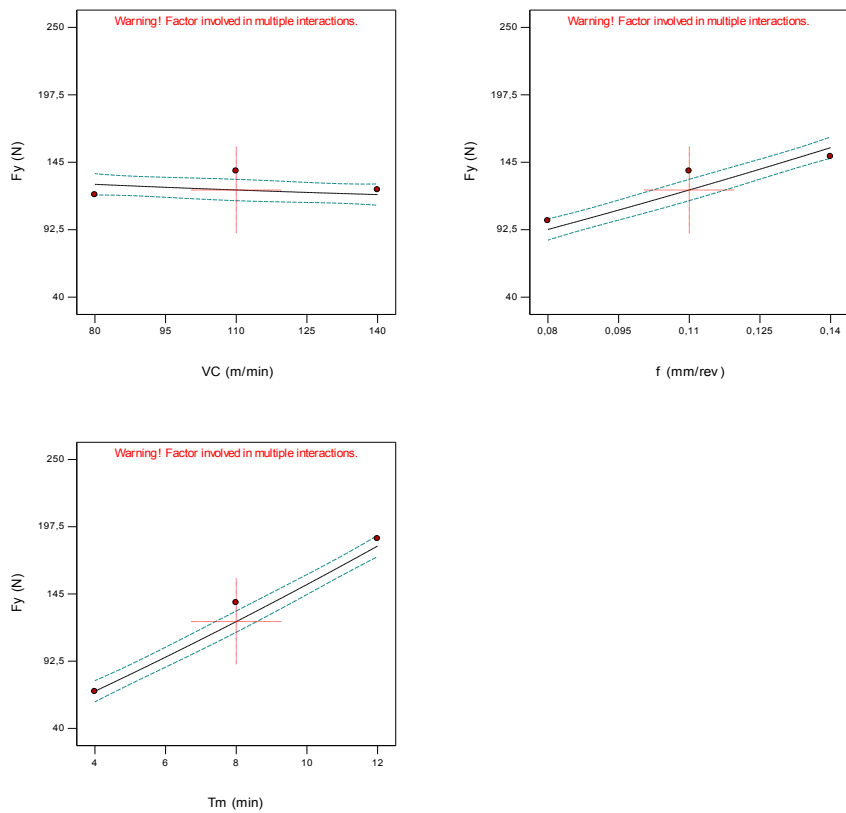 Warning! Factor involved in multiple interactions.
250
197,5
145
92,5
40
Fy (N)
80 95 110 125 140
VC (m/min)
Warning! Factor involved in multiple interactions.
250
197,5
145
92,5
40
Fy (N)
0,08 0,095 0,11 0,125 0,14
f (mm/rev)
Warning! Factor involved in multiple interactions.
250
197,5
145
92,5
40
Fy (N)
4 6 8 10 12
Tm (min)